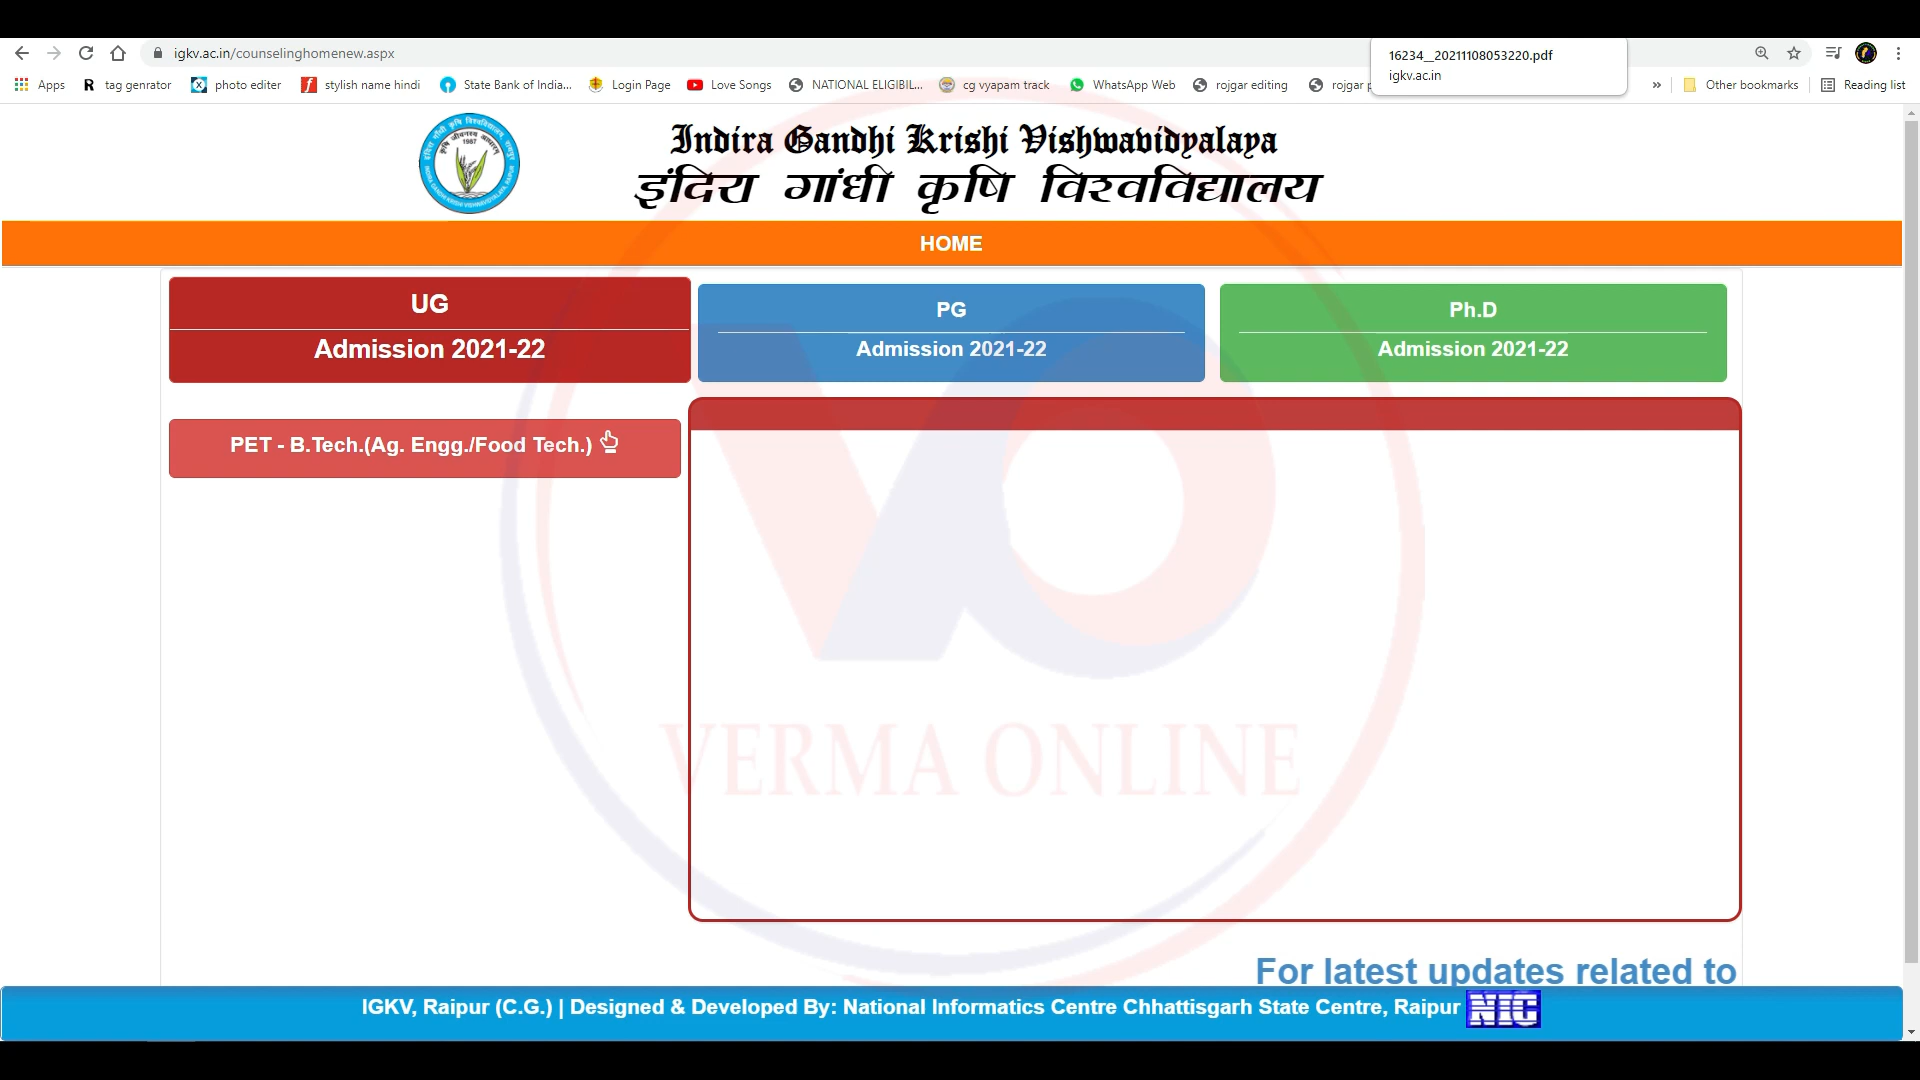 igkv.ac.in/counselinghomenew.aspx
16234__20211108053220.pdf
igkv.ac.in
Apps
R tag genrator
photo editer
stylish name hindi
State Bank of India...
Login Page
Love Songs
NATIONAL ELIGIBIL...
cg vyapam track
WhatsApp Web
rojgar editing
rojgar p
»
Other bookmarks
Reading list
1987
Indira Gandhi Krishi Vishwavidyalaya
इंदिरा गांधी कृषि विश्वविद्यालय
HOME
UG
Admission 2021-22
PG
Admission 2021-22
Ph.D
Admission 2021-22
PET - B.Tech.(Ag. Engg./Food Tech.)
VO
VERMA ONLINE
For latest updates related to
IGKV, Raipur (C.G.) | Designed & Developed By: National Informatics Centre Chhattisgarh State Centre, Raipur NIC